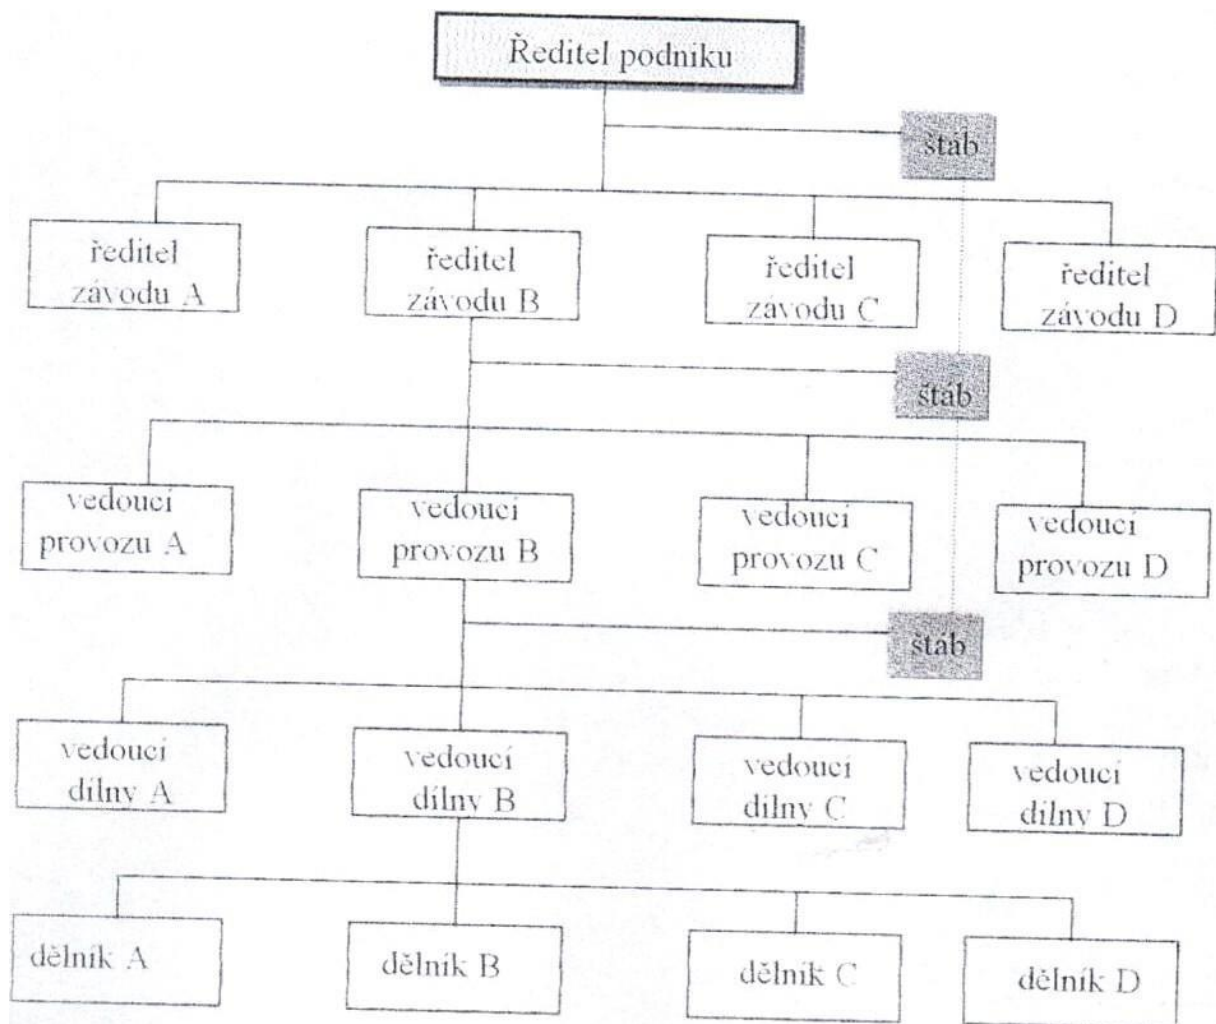 Ředitel podniku
štáb
ředitel
závodu A
ředitel
závodu B
ředitel
závodu C
ředitel
závodu D
štáb
vedoucí
provozu A
vedoucí
provozu B
vedoucí
provozu C
vedoucí
provozu D
štáb
vedoucí
dílny A
vedoucí
dílny B
vedoucí
dílny C
vedoucí
dílny D
dělník A
dělník B
dělník C
dělník D